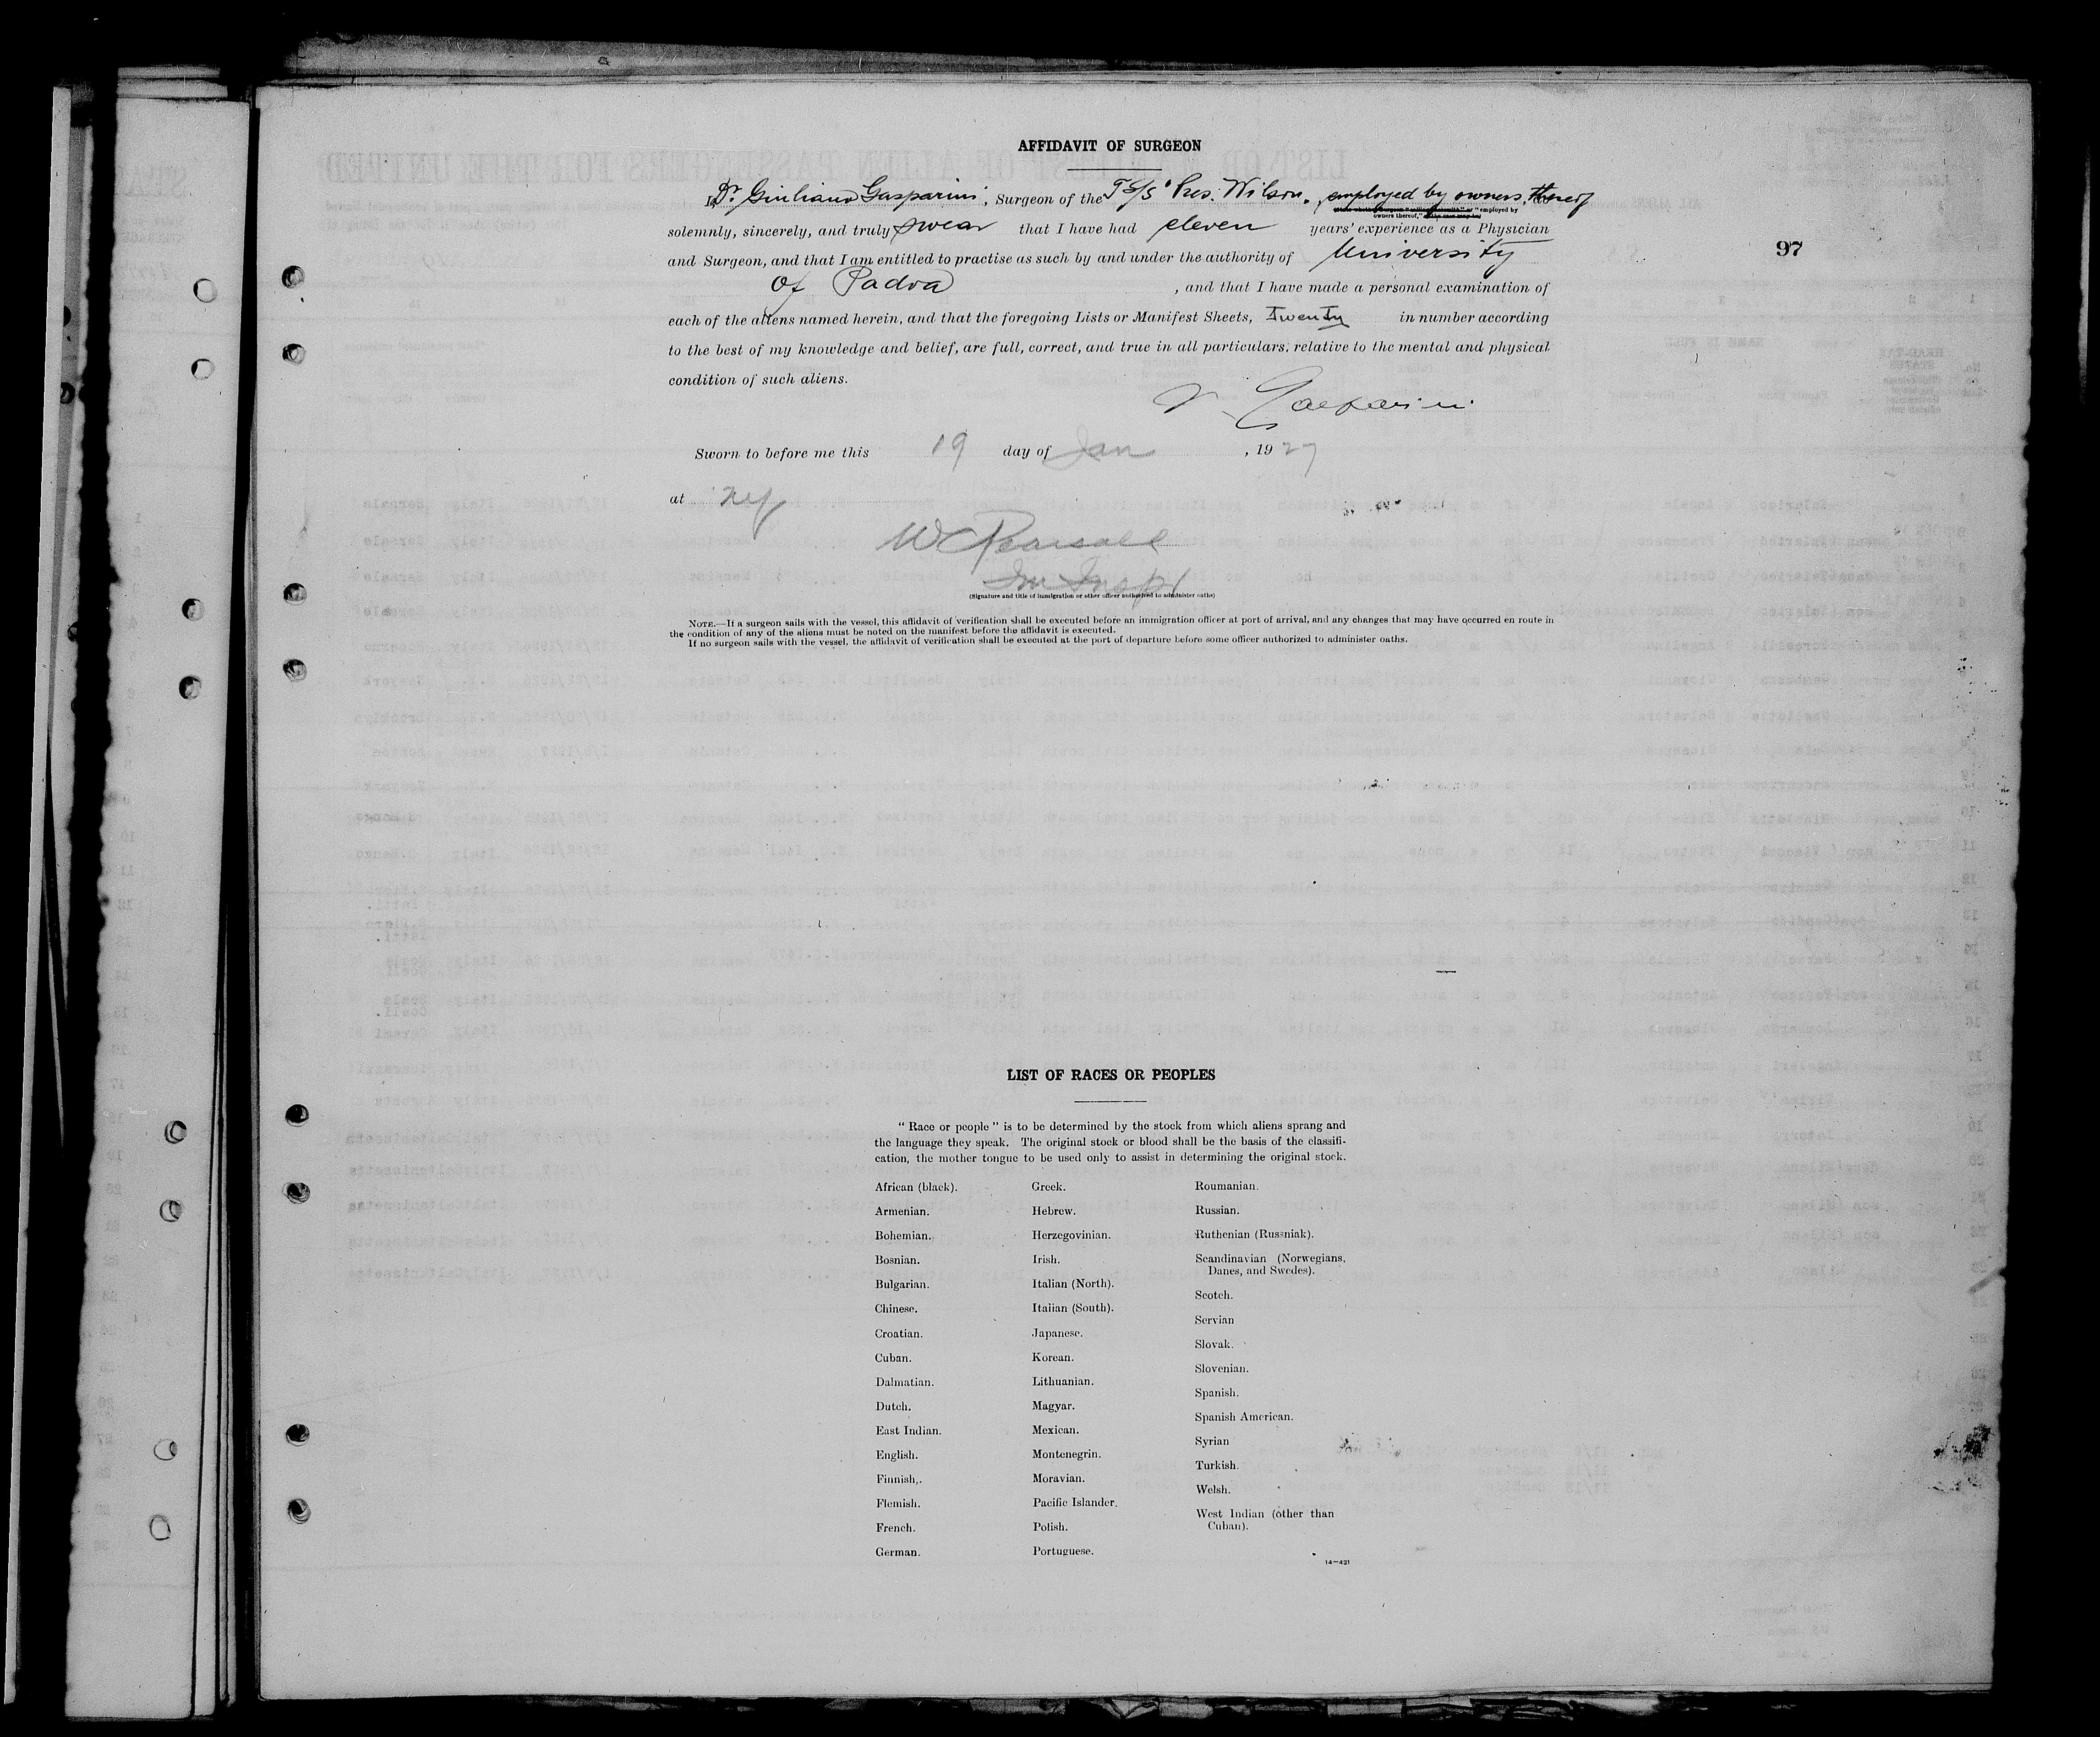 AFFIDAVIT OF SURGEON
I, Dr Giuliano Gasparini, Surgeon of the T S/S "Pres. Wilson", employed by owners, thereof
owners thereof," employed by
solemnly, sincerely, and truly swear that I have had eleven years' experience as a Physician
97
and Surgeon, and that I am entitled to practise as such by and under the authority of University
of Padva, and that I have made a personal examination of
each of the aliens named herein, and that the foregoing Lists or Manifest Sheets, Twenty in number according
to the best of my knowledge and belief, are full, correct, and true in all particulars, relative to the mental and physical
condition of such aliens.
Gasparini
Sworn to before me this 19 day of Jan, 1927
at NY
W C Pearsall
Im Inspt
(Signature and title of immigration or other officer authorized to administer oaths)
NOTE.—If a surgeon sails with the vessel, this affidavit of verification shall be executed before an immigration officer at port of arrival, and any changes that may have occurred en route in
the condition of any of the aliens must be noted on the manifest before the affidavit is executed.
If no surgeon sails with the vessel, the affidavit of verification shall be executed at the port of departure before some officer authorized to administer oaths.
LIST OF RACES OR PEOPLES
"Race or people" is to be determined by the stock from which aliens sprang and
the language they speak. The original stock or blood shall be the basis of the classifi-
cation, the mother tongue to be used only to assist in determining the original stock.
African (black).
Armenian.
Bohemian.
Bosnian.
Bulgarian.
Chinese.
Croatian.
Cuban.
Dalmatian.
Dutch.
East Indian.
English.
Finnish.
Flemish.
French.
German.
Greek.
Hebrew.
Herzegovinian.
Irish.
Italian (North).
Italian (South).
Japanese.
Korean.
Lithuanian.
Magyar.
Mexican.
Montenegrin.
Moravian.
Pacific Islander.
Polish.
Portuguese.
Roumanian.
Russian.
Ruthenian (Russniak).
Scandinavian (Norwegians,
Danes, and Swedes).
Scotch.
Servian
Slovak.
Slovenian.
Spanish.
Spanish American.
Syrian
Turkish.
Welsh.
West Indian (other than
Cuban).
14—421